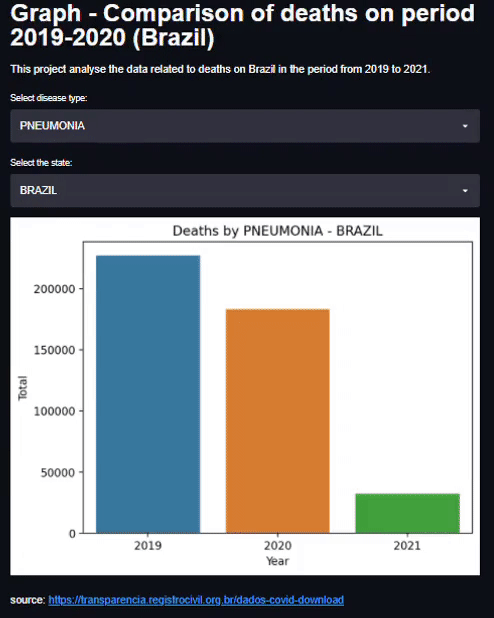 Graph - Comparison of deaths on period
2019-2020 (Brazil)
This project analyse the data related to deaths on Brazil in the period from 2019 to 2021.
Select disease type:
PNEUMONIA
Select the state:
BRAZIL
Deaths by PNEUMONIA - BRAZIL
Total
200000
150000
100000
50000
0
2019 2020 2021
Year
source: https://transparencia.registrocivil.org.br/dados-covid-download